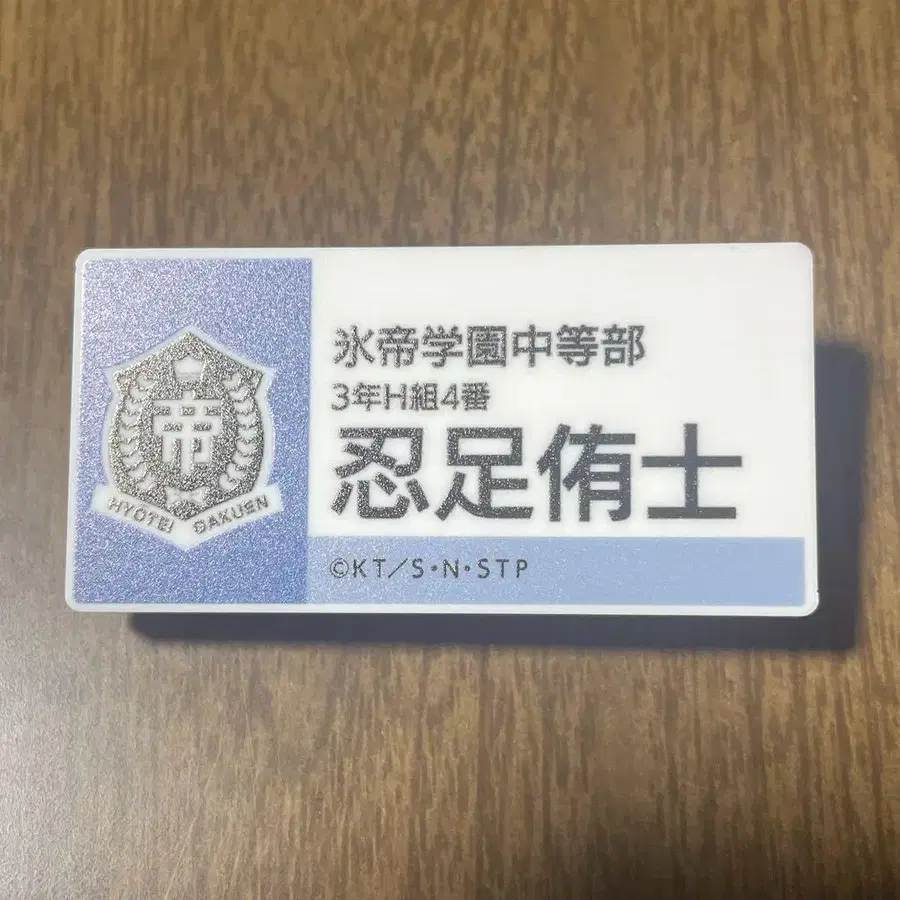 帝
HYOTEI GAKUEN
氷帝学園中等部
3年H組4番
忍足侑士
©KT/S・N・STP